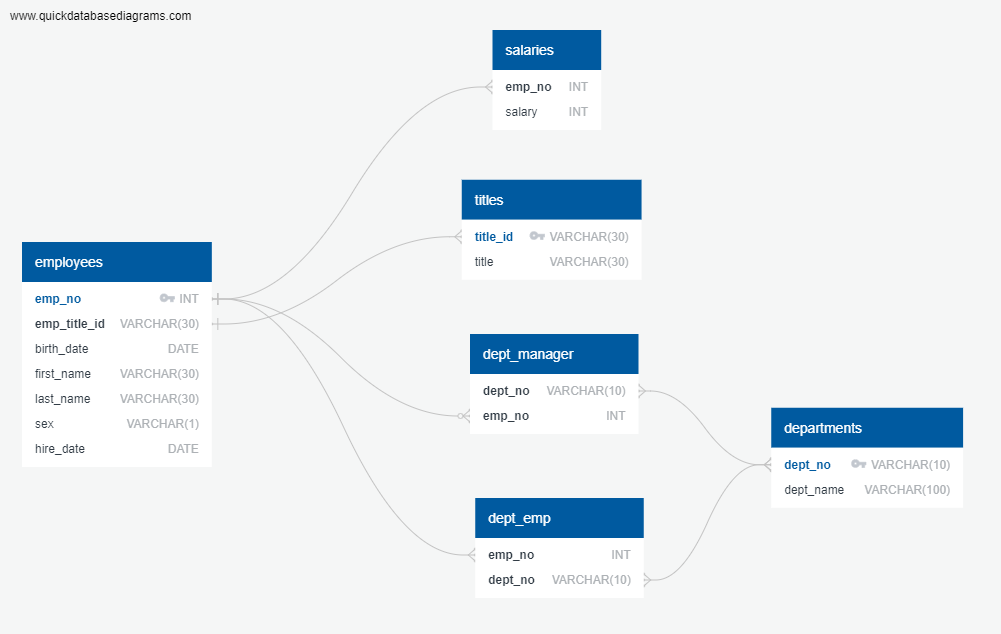 www.quickdatabasediagrams.com
salaries
emp_no INT
salary INT
titles
title_id VARCHAR(30)
title VARCHAR(30)
employees
emp_no INT
emp_title_id VARCHAR(30)
birth_date DATE
first_name VARCHAR(30)
last_name VARCHAR(30)
sex VARCHAR(1)
hire_date DATE
dept_manager
dept_no VARCHAR(10)
emp_no INT
departments
dept_no VARCHAR(10)
dept_name VARCHAR(100)
dept_emp
emp_no INT
dept_no VARCHAR(10)